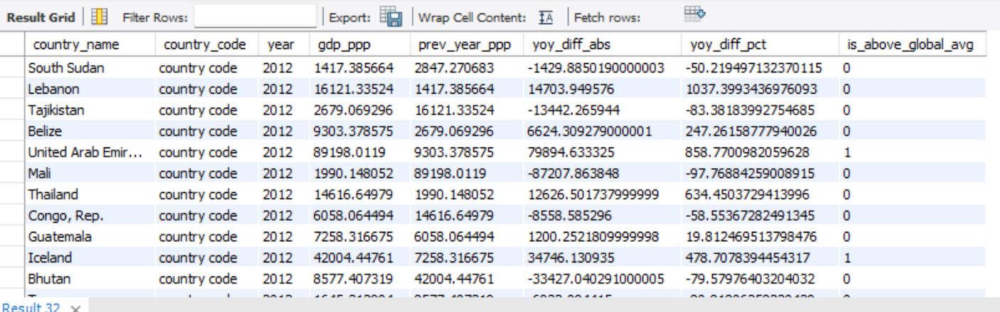 Result Grid Filter Rows: Export: Wrap Cell Content: IA Fetch rows:
country_name country_code year gdp_ppp prev_year_ppp yoy_diff_abs yoy_diff_pct is_above_global_avg
South Sudan country code 2012 1417.385664 2847.270683 -1429.8850190000003 -50.219497132370115 0
Lebanon country code 2012 16121.33524 1417.385664 14703.949576 1037.3993436976093 0
Tajikistan country code 2012 2679.069296 16121.33524 -13442.265944 -83.38183992754685 0
Belize country code 2012 9303.378575 2679.069296 6624.309279000001 247.26158777940026 0
United Arab Emir... country code 2012 89198.0119 9303.378575 79894.633325 858.7700982059628 1
Mali country code 2012 1990.148052 89198.0119 -87207.863848 -97.76884259008915 0
Thailand country code 2012 14616.64979 1990.148052 12626.501737999999 634.4503729413996 0
Congo, Rep. country code 2012 6058.064494 14616.64979 -8558.585296 -58.55367282491345 0
Guatemala country code 2012 7258.316675 6058.064494 1200.2521809999998 19.812469513798476 0
Iceland country code 2012 42004.44761 7258.316675 34746.130935 478.7078394454317 1
Bhutan country code 2012 8577.407319 42004.44761 -33427.040291000005 -79.57976403204032 0
Result 32